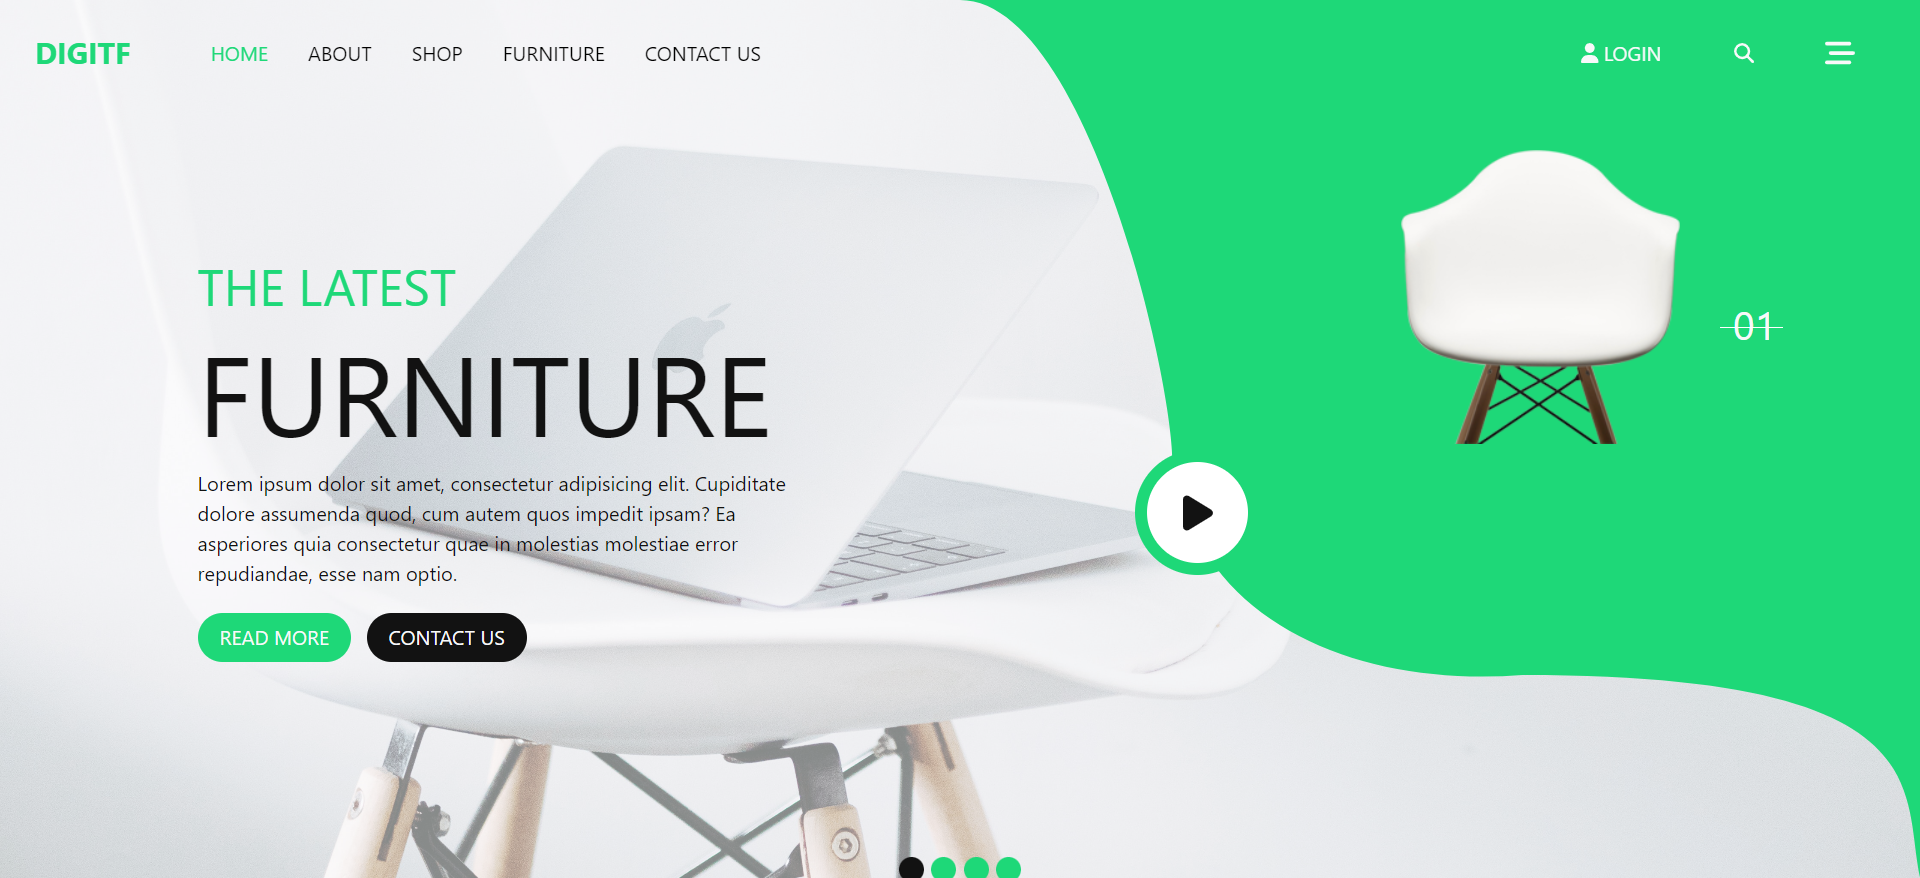 DIGITF
HOME ABOUT SHOP FURNITURE CONTACT US
LOGIN
THE LATEST
FURNITURE
Lorem ipsum dolor sit amet, consectetur adipisicing elit. Cupiditate
dolore assumenda quod, cum autem quos impedit ipsam? Ea
asperiores quia consectetur quae in molestias molestiae error
repudiandae, esse nam optio.
READ MORE CONTACT US
01